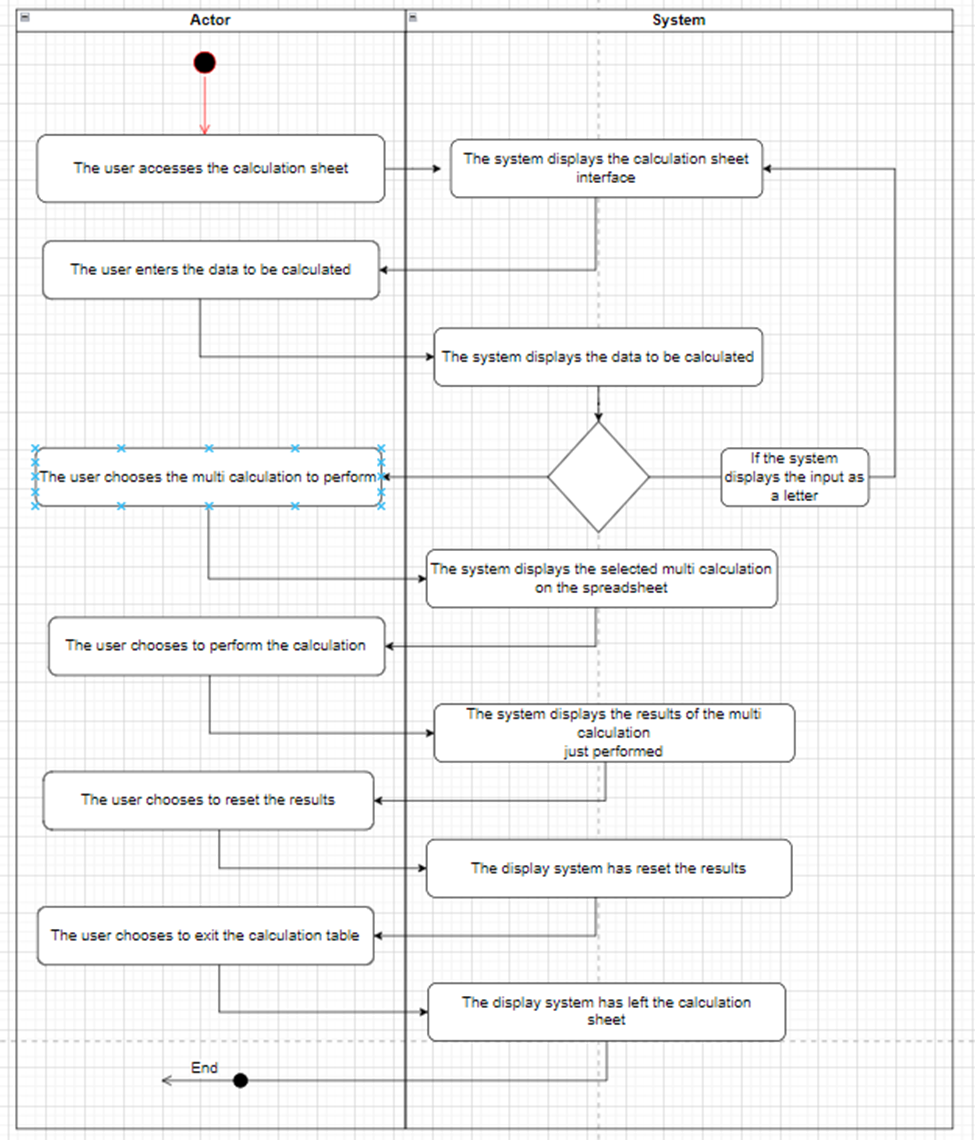 Actor
System
The user accesses the calculation sheet
The system displays the calculation sheet
interface
The user enters the data to be calculated
The system displays the data to be calculated
The user chooses the multi calculation to perform
If the system
displays the input as
a letter
The system displays the selected multi calculation
on the spreadsheet
The user chooses to perform the calculation
The system displays the results of the multi
calculation
just performed
The user chooses to reset the results
The display system has reset the results
The user chooses to exit the calculation table
The display system has left the calculation
sheet
End